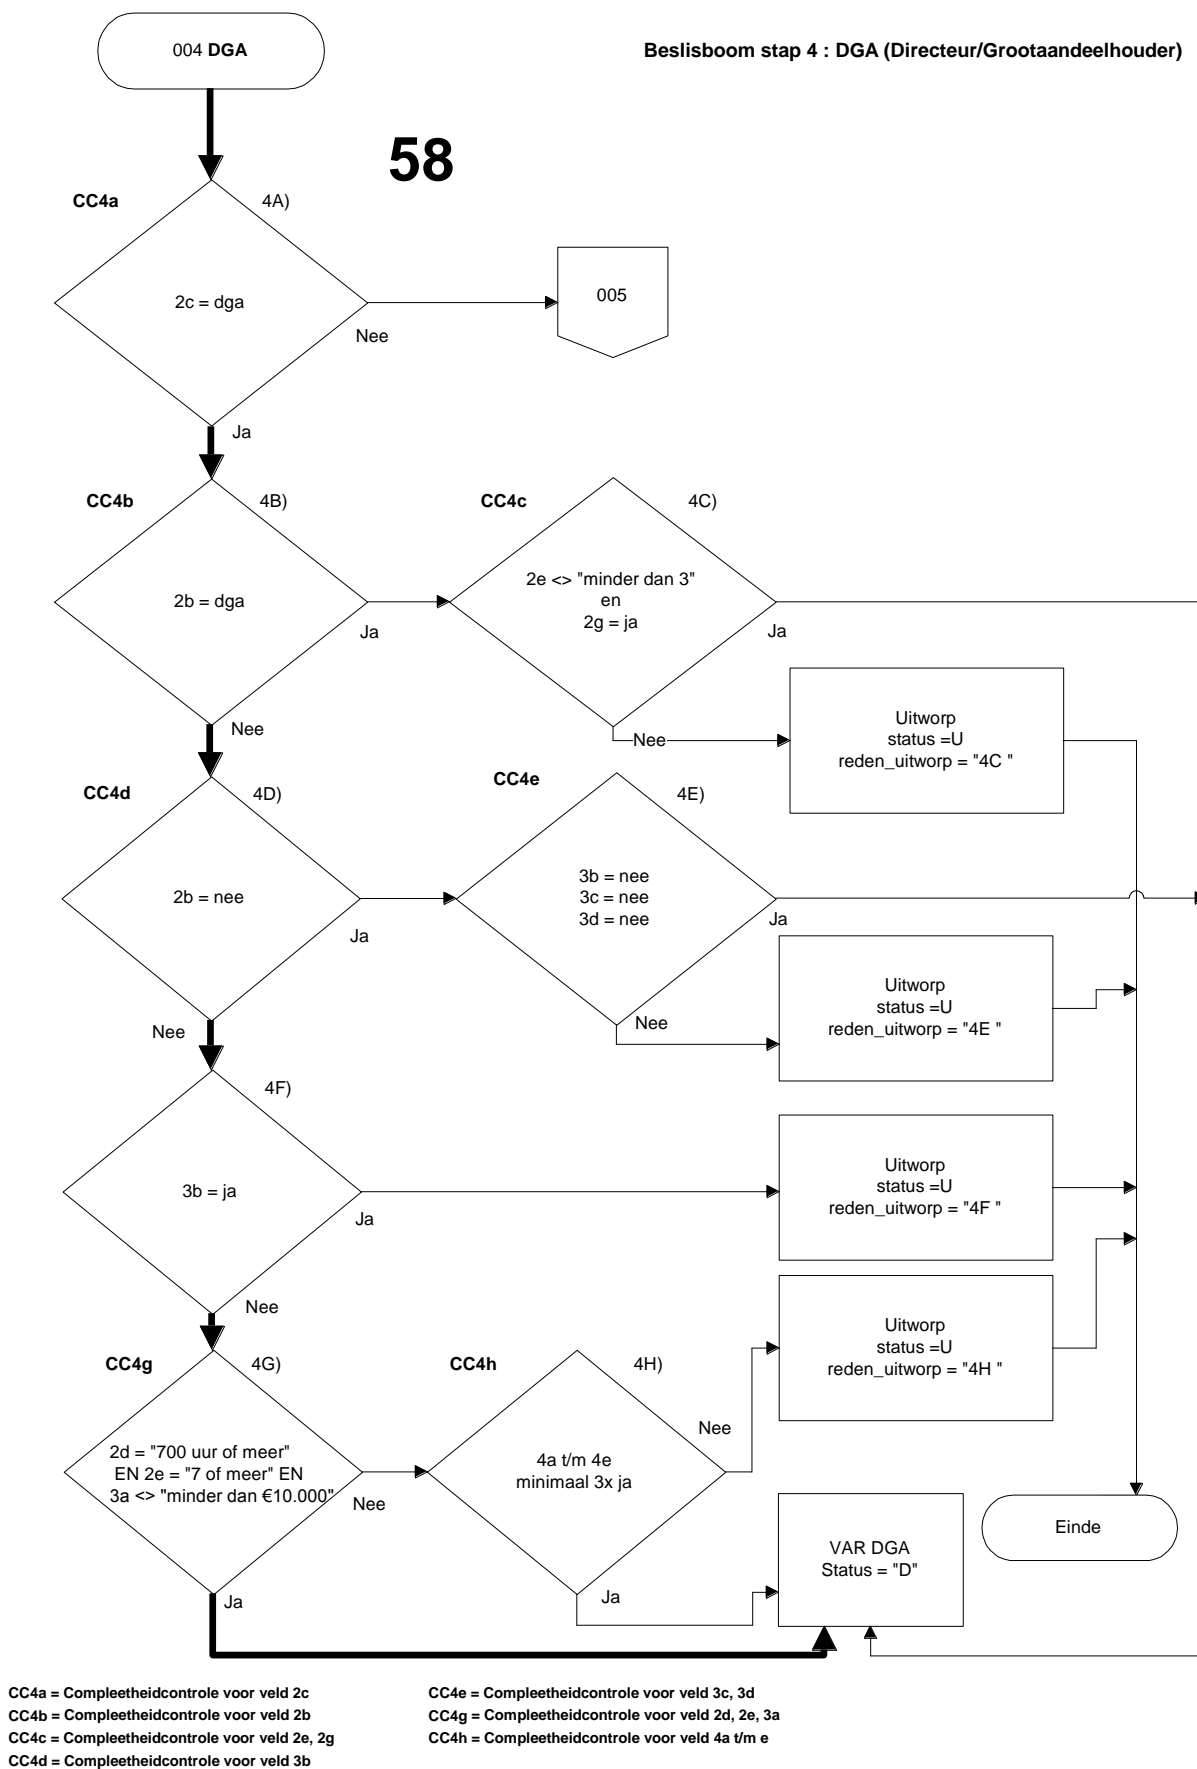 004 DGA
Beslisboom stap 4 : DGA (Directeur/Grootaandeelhouder)
58
CC4a
4A)
2c = dga
Nee
005
Ja
CC4b
4B)
2b = dga
Ja
CC4c
4C)
2e <> "minder dan 3"
en
2g = ja
Ja
Nee
Nee
Uitworp
status =U
reden_uitworp = "4C "
CC4d
4D)
2b = nee
Ja
CC4e
4E)
3b = nee
3c = nee
3d = nee
Ja
Nee
Nee
Uitworp
status =U
reden_uitworp = "4E "
4F)
3b = ja
Ja
Uitworp
status =U
reden_uitworp = "4F "
Nee
CC4g
4G)
2d = "700 uur of meer"
EN 2e = "7 of meer" EN
3a <> "minder dan €10.000"
Nee
CC4h
4H)
4a t/m 4e
minimaal 3x ja
Nee
Uitworp
status =U
reden_uitworp = "4H "
Ja
Ja
VAR DGA
Status = "D"
Einde
CC4a = Compleetheidcontrole voor veld 2c
CC4b = Compleetheidcontrole voor veld 2b
CC4c = Compleetheidcontrole voor veld 2e, 2g
CC4d = Compleetheidcontrole voor veld 3b
CC4e = Compleetheidcontrole voor veld 3c, 3d
CC4g = Compleetheidcontrole voor veld 2d, 2e, 3a
CC4h = Compleetheidcontrole voor veld 4a t/m e